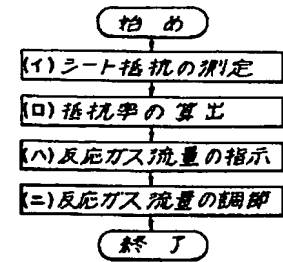 始め
(イ)シート抵抗の測定
(ロ)抵抗率の算出
(ハ)反応ガス流量の指示
(ニ)反応ガス流量の調節
終了